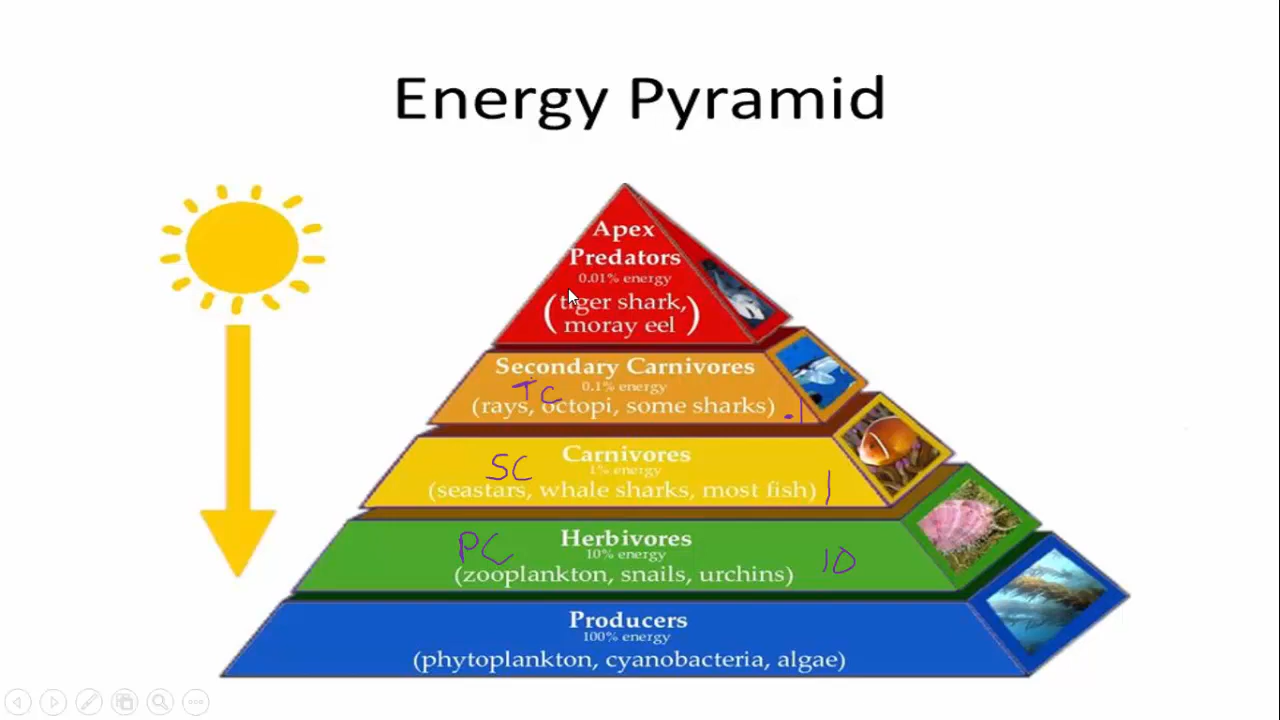 Energy Pyramid
Apex
Predators
0.01% energy
(tiger shark,
moray eel)
Secondary Carnivores
0.1% energy
TC
(rays, octopi, some sharks)
.1
Carnivores
1% energy
SC
(seastars, whale sharks, most fish)
1
Herbivores
10% energy
PC
10
(zooplankton, snails, urchins)
Producers
100% energy
(phytoplankton, cyanobacteria, algae)